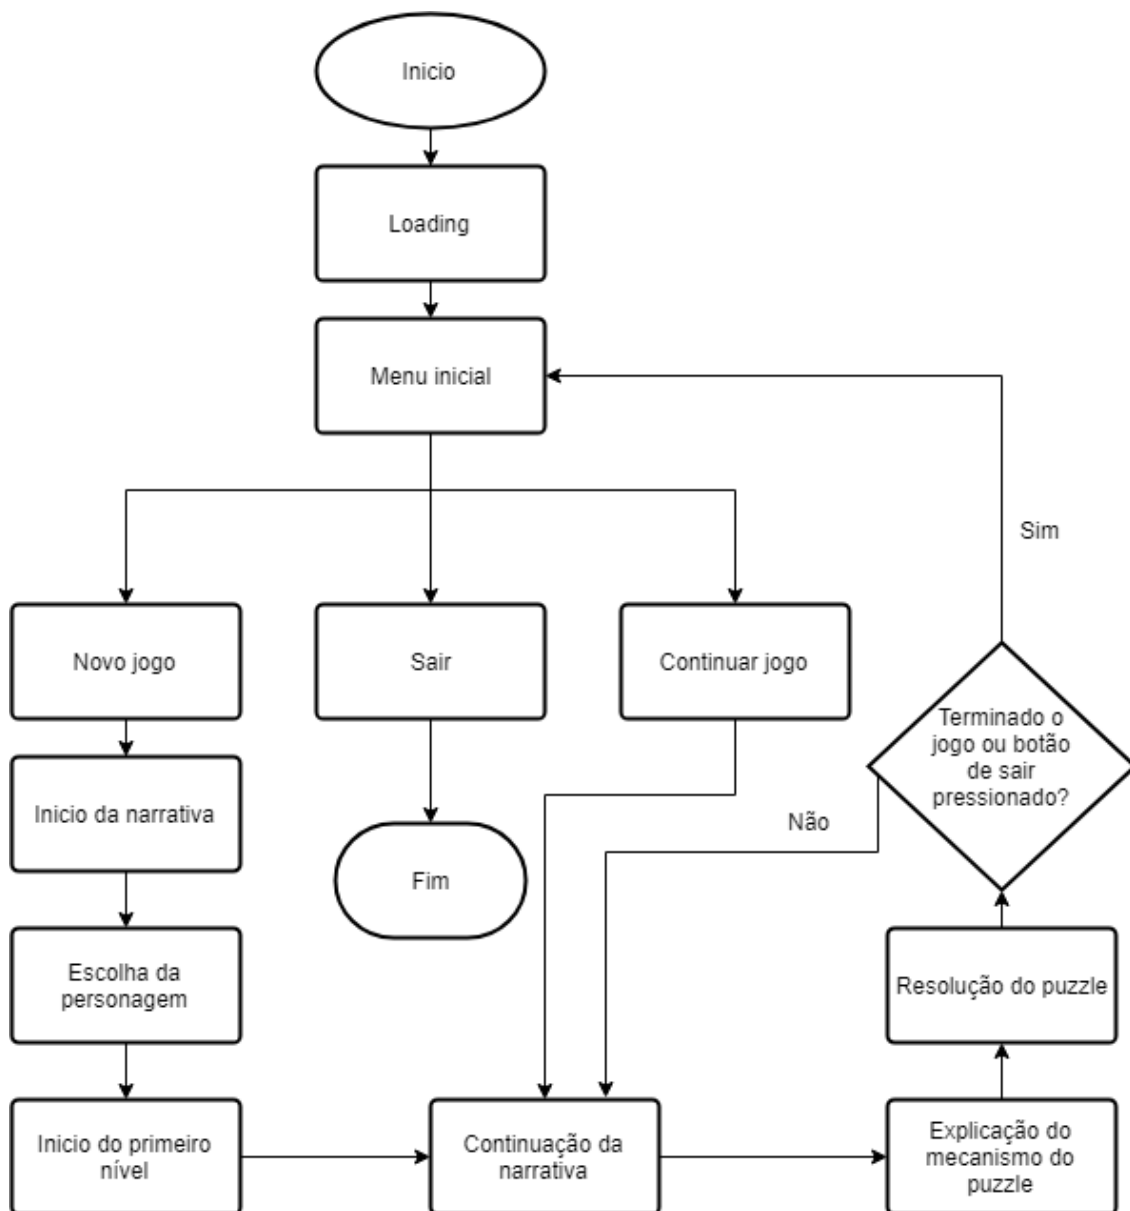 Inicio
Loading
Menu inicial
Sim
Novo jogo
Sair
Continuar jogo
Terminado o
jogo ou botão
de sair
pressionado?
Inicio da narrativa
Não
Fim
Escolha da
personagem
Resolução do puzzle
Inicio do primeiro
nível
Continuação da
narrativa
Explicação do
mecanismo do
puzzle